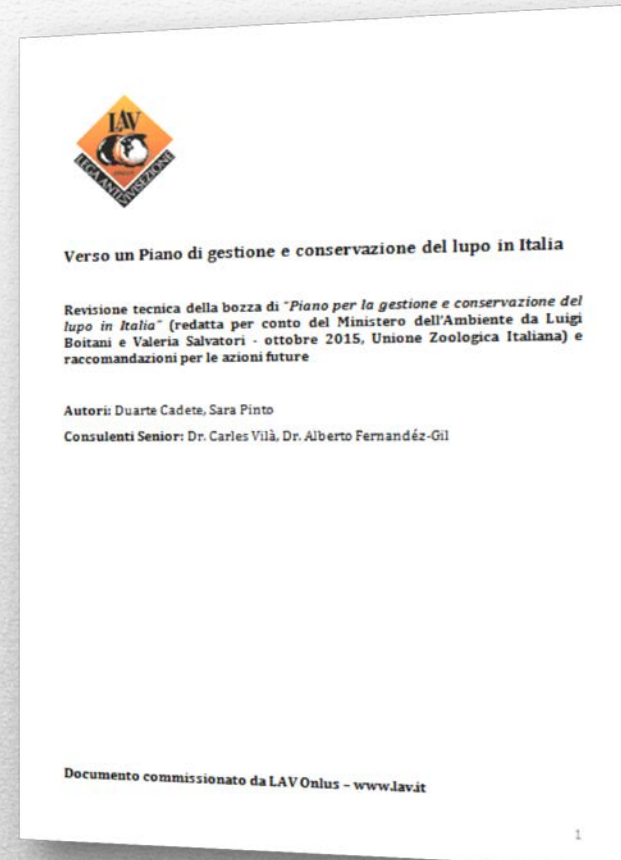 LAV
LEGA ANTIVIVISEZIONE
Verso un Piano di gestione e conservazione del lupo in Italia
Revisione tecnica della bozza di "Piano per la gestione e conservazione del
lupo in Italia" (redatta per conto del Ministero dell'Ambiente da Luigi
Boitani e Valeria Salvatori - ottobre 2015, Unione Zoologica Italiana) e
raccomandazioni per le azioni future
Autori: Duarte Cadete, Sara Pinto
Consulenti Senior: Dr. Carles Vilà, Dr. Alberto Fernandéz-Gil
Documento commissionato da LAV Onlus – www.lav.it
1